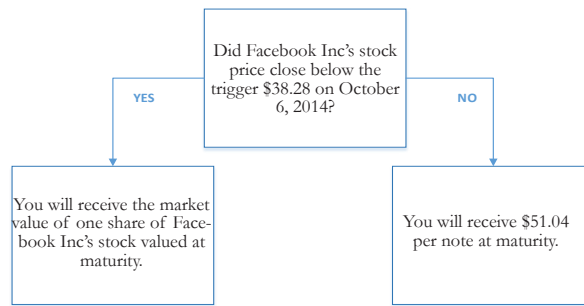 Did Facebook Inc's stock
price close below the
trigger $38.28 on October
6, 2014?
YES
NO
You will receive the market
value of one share of Face-
book Inc's stock valued at
maturity.
You will receive $51.04
per note at maturity.